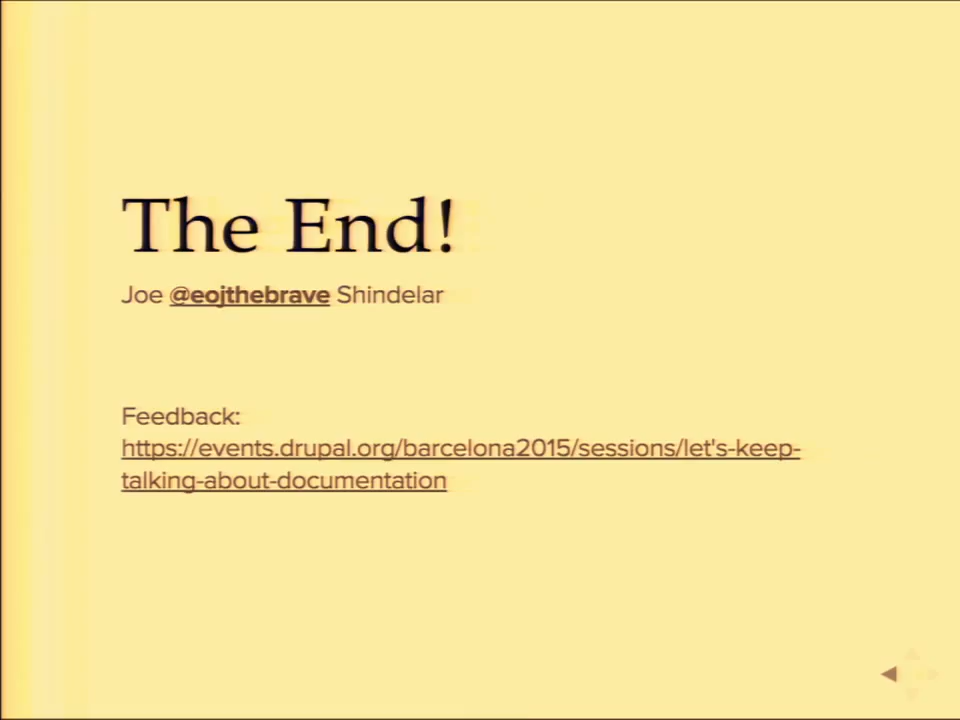 The End!
Joe @eojthebrave Shindelar
Feedback:
https://events.drupal.org/barcelona2015/sessions/let's-keep-
talking-about-documentation